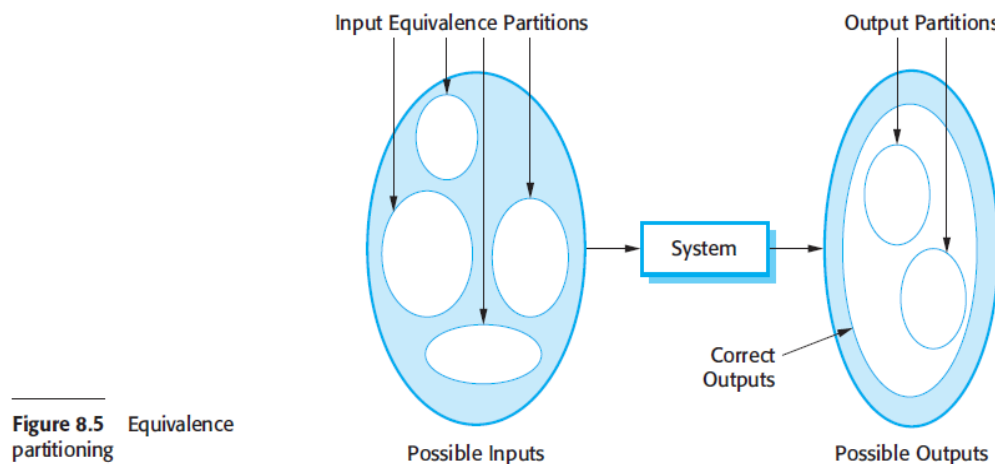 Input Equivalence Partitions
Output Partitions
System
Correct
Outputs
Figure 8.5 Equivalence
partitioning
Possible Inputs
Possible Outputs